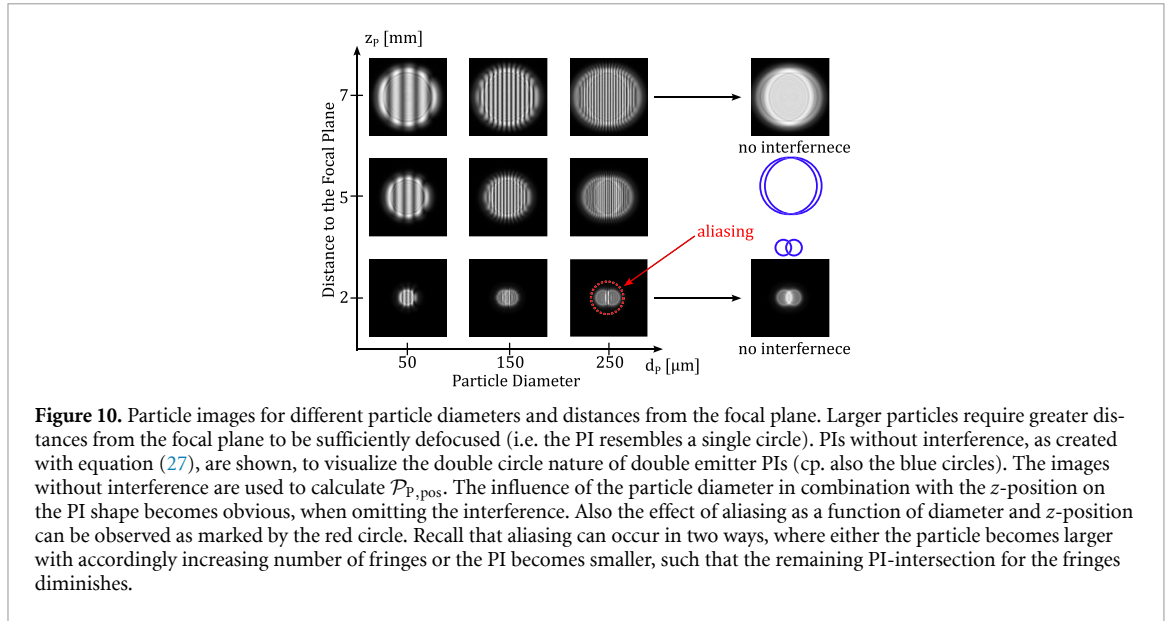 z_P [mm]
Distance to the Focal Plane
7
5
2
no interfernece
aliasing
no interfernece
50
150
250
d_P [μm]
Particle Diameter
Figure 10. Particle images for different particle diameters and distances from the focal plane. Larger particles require greater dis-
tances from the focal plane to be sufficiently defocused (i.e. the PI resembles a single circle). PIs without interference, as created
with equation (27), are shown, to visualize the double circle nature of double emitter PIs (cp. also the blue circles). The images
without interference are used to calculate 𝒫_P,pos. The influence of the particle diameter in combination with the z-position on
the PI shape becomes obvious, when omitting the interference. Also the effect of aliasing as a function of diameter and z-position
can be observed as marked by the red circle. Recall that aliasing can occur in two ways, where either the particle becomes larger
with accordingly increasing number of fringes or the PI becomes smaller, such that the remaining PI-intersection for the fringes
diminishes.